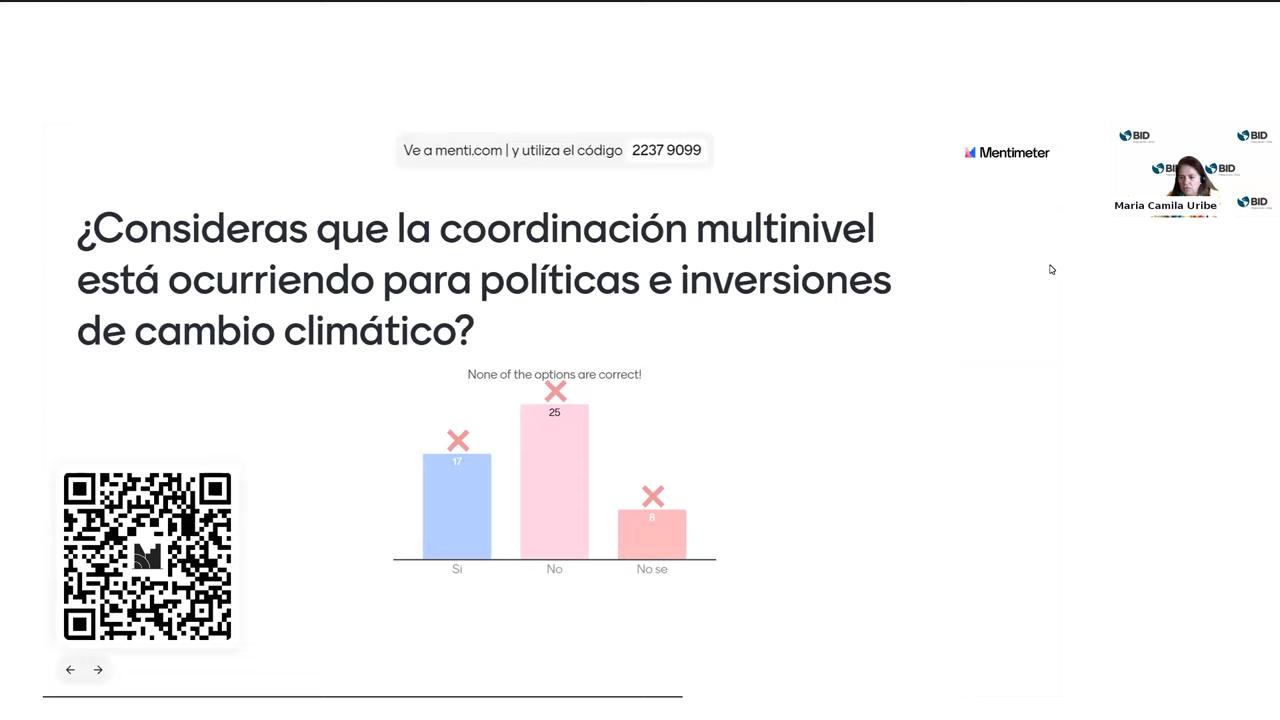 Ve a menti.com | y utiliza el código 2237 9099
Mentimeter
BID
BID
BID
BID
BID
Maria Camila Uribe
¿Consideras que la coordinación multinivel
está ocurriendo para políticas e inversiones
de cambio climático?
None of the options are correct!
25
17
8
Si
No
No se